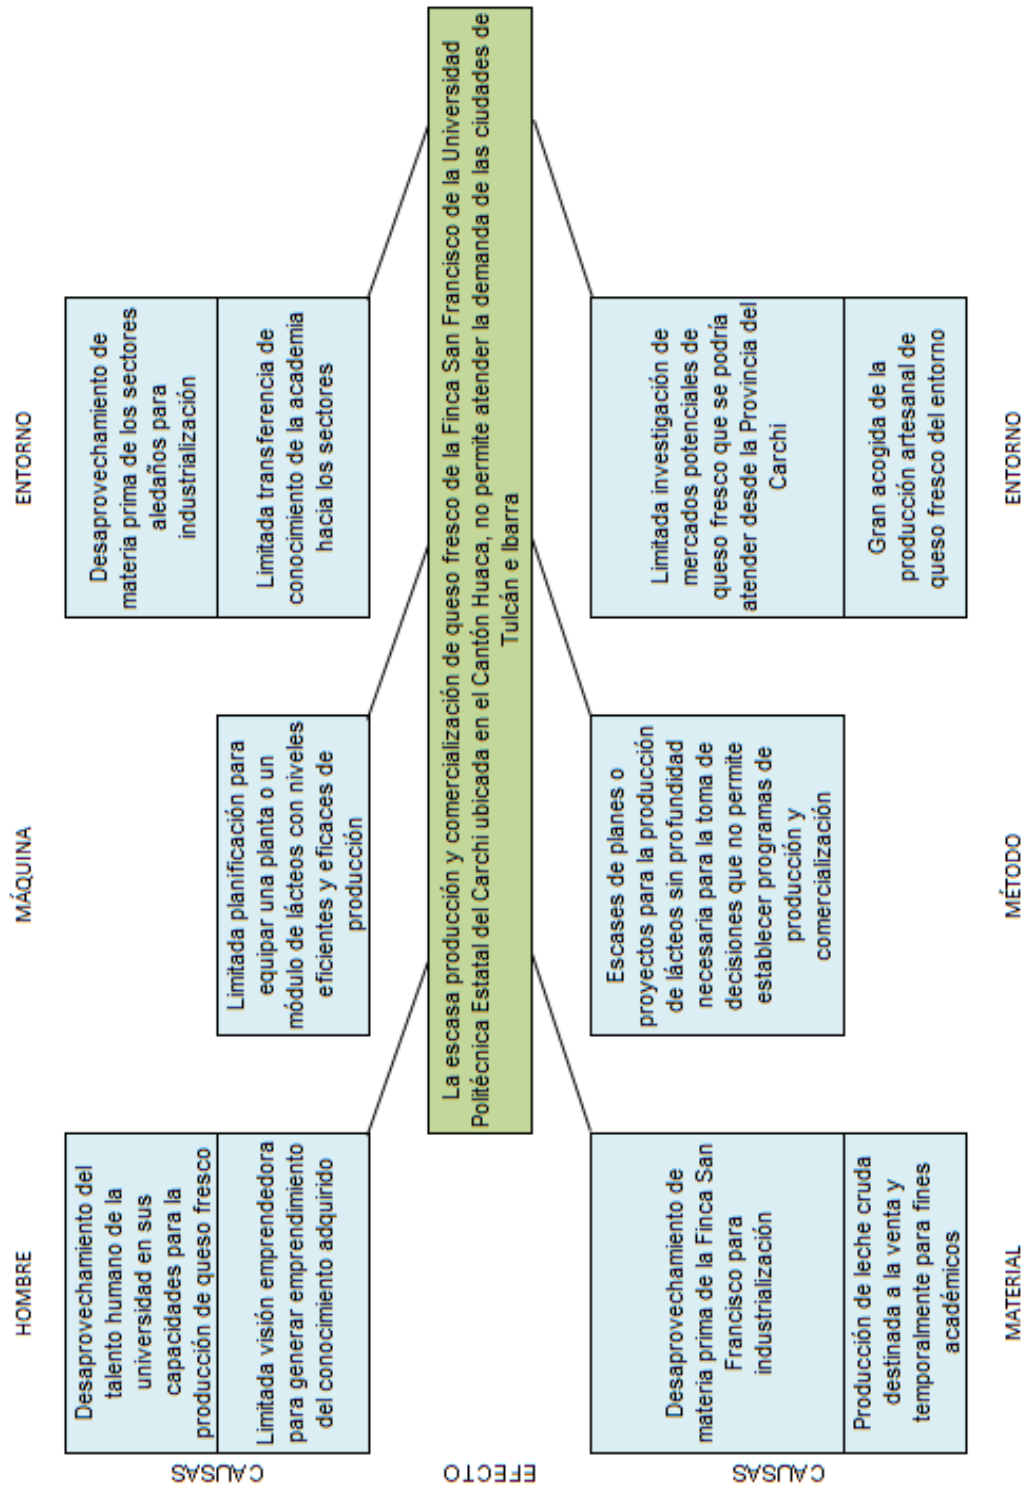 HOMBRE
MÁQUINA
ENTORNO
CAUSAS
Desaprovechamiento del
talento humano de la
universidad en sus
capacidades para la
producción de queso fresco
Limitada visión emprendedora
para generar emprendimiento
del conocimiento adquirido
Limitada planificación para
equipar una planta o un
módulo de lácteos con niveles
eficientes y eficaces de
producción
Desaprovechamiento de
materia prima de los sectores
aledaños para
industrialización
Limitada transferencia de
conocimiento de la academia
hacia los sectores
EFECTO
La escasa producción y comercialización de queso fresco de la Finca San Francisco de la Universidad
Politécnica Estatal del Carchi ubicada en el Cantón Huaca, no permite atender la demanda de las ciudades de
Tulcán e Ibarra
CAUSAS
Desaprovechamiento de
materia prima de la Finca San
Francisco para
industrialización
Producción de leche cruda
destinada a la venta y
temporalmente para fines
académicos
Escases de planes o
proyectos para la producción
de lácteos sin profundidad
necesaria para la toma de
decisiones que no permite
establecer programas de
producción y
comercialización
Limitada investigación de
mercados potenciales de
queso fresco que se podría
atender desde la Provincia del
Carchi
Gran acogida de la
producción artesanal de
queso fresco del entorno
MATERIAL
MÉTODO
ENTORNO